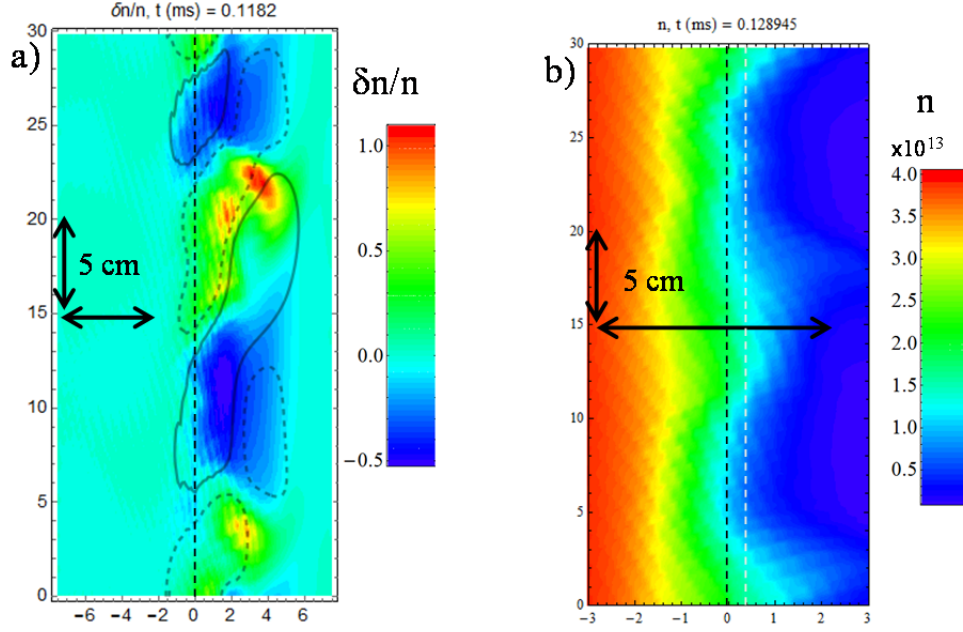 δn/n, t (ms) = 0.1182
a)
30
25
20
15
10
5
0
−6 −4 −2 0 2 4 6
5 cm
δn/n
1.0
0.5
0.0
−0.5
n, t (ms) = 0.128945
b)
30
25
20
15
10
5
0
−3 −2 −1 0 1 2 3
5 cm
n
x10¹³
4.0
3.5
3.0
2.5
2.0
1.5
1.0
0.5